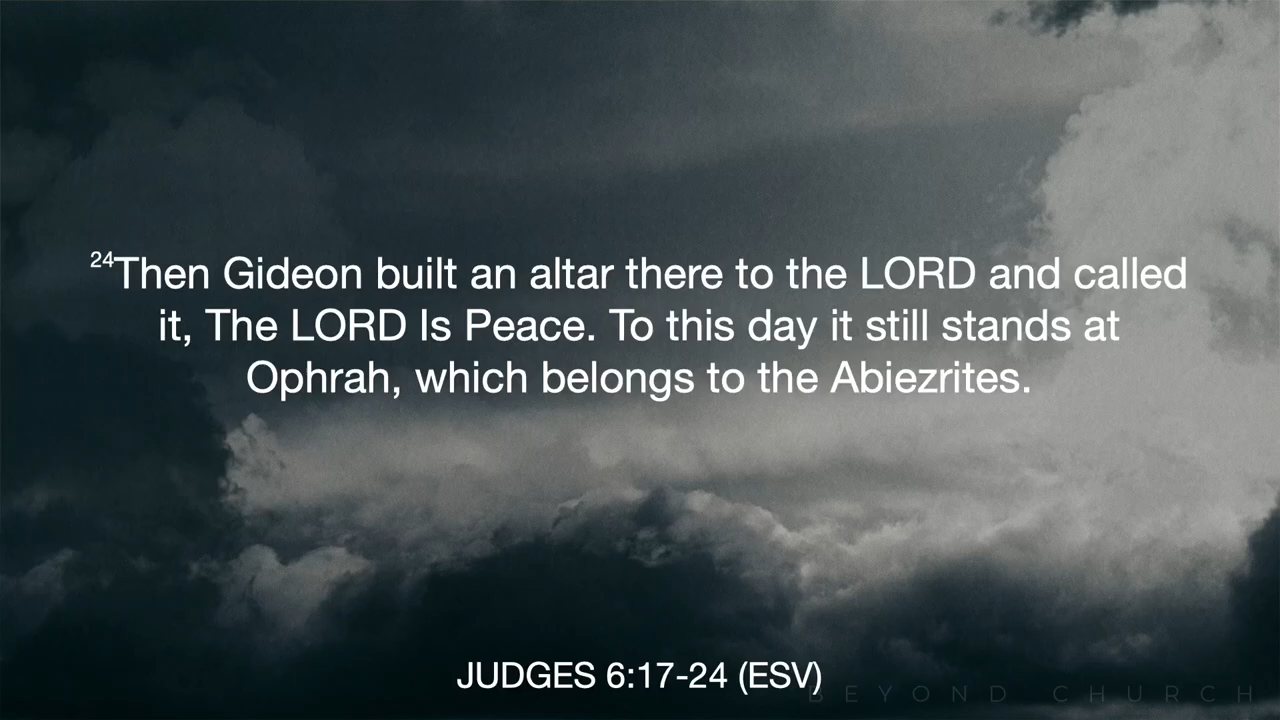 24Then Gideon built an altar there to the LORD and called
it, The LORD Is Peace. To this day it still stands at
Ophrah, which belongs to the Abiezrites.
JUDGES 6:17-24 (ESV)
BEYOND CHURCH